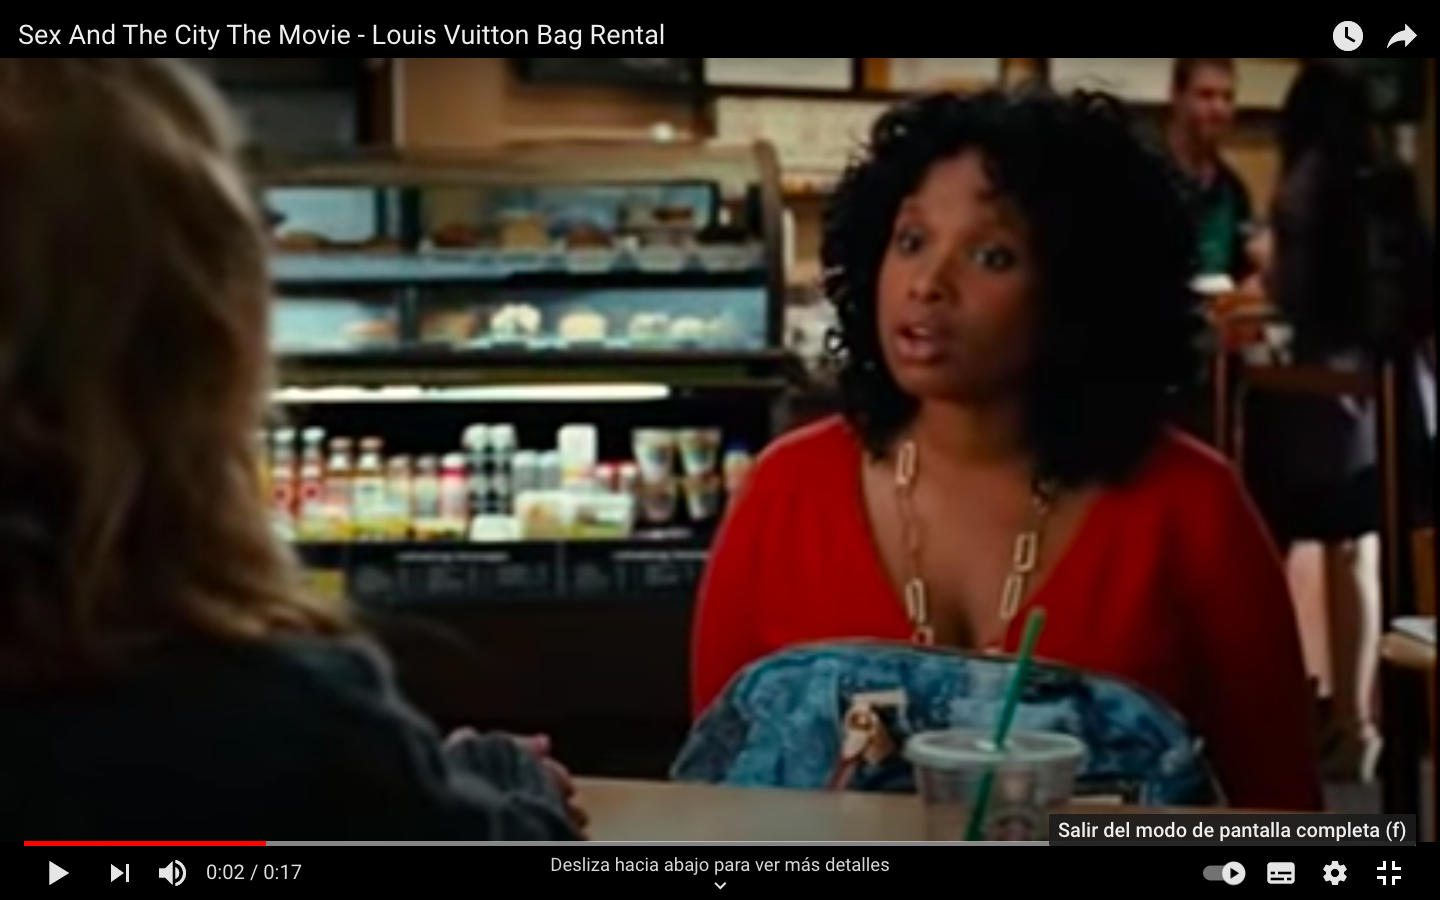 Sex And The City The Movie - Louis Vuitton Bag Rental
Salir del modo de pantalla completa (f)
0:02 / 0:17
Desliza hacia abajo para ver más detalles